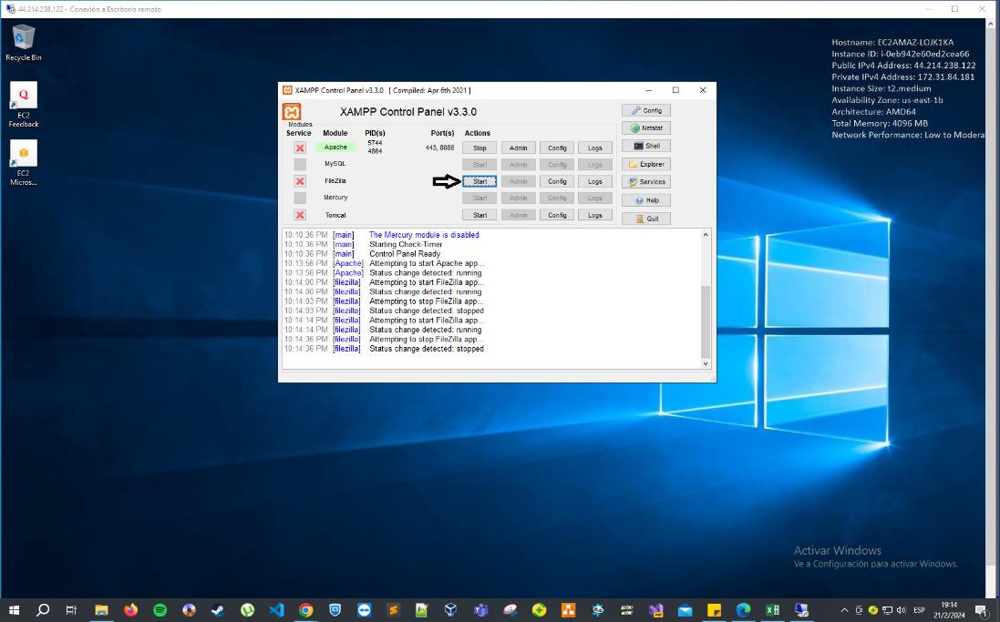 44.214.238.122 - Conexión a Escritorio remoto
Recycle Bin
EC2
Feedback
EC2
Micros...
Hostname: EC2AMAZ-LOJK1KA
Instance ID: i-0eb942e60ed2cea66
Public IPv4 Address: 44.214.238.122
Private IPv4 Address: 172.31.84.181
Instance Size: t2.medium
Availability Zone: us-east-1b
Architecture: AMD64
Total Memory: 4096 MB
Network Performance: Low to Modera
XAMPP Control Panel v3.3.0 [ Compiled: Apr 6th 2021 ]
XAMPP Control Panel v3.3.0
Config
Modules
Service Module PID(s) Port(s) Actions
Netstat
Apache 5744 4864 443, 8088 Stop Admin Config Logs
Shell
MySQL Start Admin Config Logs
Explorer
FileZilla Start Admin Config Logs
Services
Mercury Start Admin Config Logs
Help
Tomcat Start Admin Config Logs
Quit
10:10:36 PM [main] The Mercury module is disabled
10:10:36 PM [main] Starting Check-Timer
10:10:36 PM [main] Control Panel Ready
10:13:56 PM [Apache] Attempting to start Apache app...
10:13:56 PM [Apache] Status change detected: running
10:14:00 PM [filezilla] Attempting to start FileZilla app...
10:14:00 PM [filezilla] Status change detected: running
10:14:03 PM [filezilla] Attempting to stop FileZilla app...
10:14:03 PM [filezilla] Status change detected: stopped
10:14:14 PM [filezilla] Attempting to start FileZilla app...
10:14:14 PM [filezilla] Status change detected: running
10:14:36 PM [filezilla] Attempting to stop FileZilla app...
10:14:36 PM [filezilla] Status change detected: stopped
Activar Windows
Ve a Configuración para activar Windows.
ESP
19:14
21/2/2024